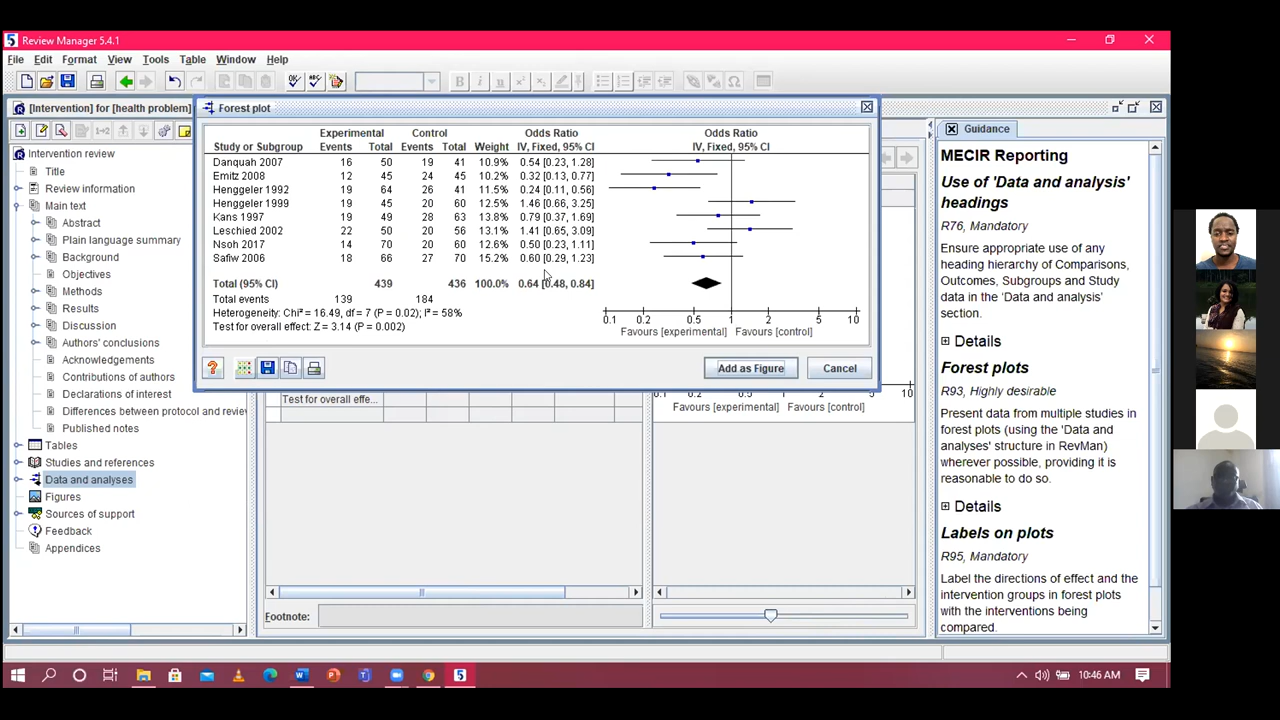 Review Manager 5.4.1
File Edit Format View Tools Table Window Help
[Intervention] for [health problem]
Intervention review
Title
Review information
Main text
Abstract
Plain language summary
Background
Objectives
Methods
Results
Discussion
Authors' conclusions
Acknowledgements
Contributions of authors
Declarations of interest
Differences between protocol and review
Published notes
Tables
Studies and references
Data and analyses
Figures
Sources of support
Feedback
Appendices
Forest plot
Experimental Control Odds Ratio Odds Ratio
Study or Subgroup Events Total Events Total Weight IV, Fixed, 95% CI IV, Fixed, 95% CI
Danquah 2007 16 50 19 41 10.9% 0.54 [0.23, 1.28]
Emitz 2008 12 45 24 45 9.8% 0.32 [0.13, 0.77]
Henggeler 1992 19 64 26 41 11.5% 0.24 [0.11, 0.56]
Henggeler 1999 19 45 20 60 12.0% 1.46 [0.66, 3.25]
Kans 1997 19 49 28 63 13.8% 0.79 [0.37, 1.69]
Leschied 2002 22 50 20 56 13.1% 1.41 [0.65, 3.09]
Nsoh 2017 14 70 20 60 12.6% 0.50 [0.23, 1.11]
Safiw 2006 18 66 27 70 15.2% 0.60 [0.29, 1.23]
Total (95% CI) 439 436 100.0% 0.64 [0.48, 0.84]
Total events 139 184
Heterogeneity: Chi² = 16.49, df = 7 (P = 0.02); I² = 58%
Test for overall effect: Z = 3.14 (P = 0.002)
0.1 0.2 0.5 1 2 5 10
Favours [experimental] Favours [control]
Add as Figure Cancel
Test for overall effe...
0.1 0.2 0.5 1 2 5 10
Favours [experimental] Favours [control]
Footnote:
Guidance
MECIR Reporting
Use of 'Data and analysis'
headings
R76, Mandatory
Ensure appropriate use of any
heading hierarchy of Comparisons,
Outcomes, Subgroups and Study
data in the 'Data and analysis'
section.
Details
Forest plots
R93, Highly desirable
Present data from multiple studies in
forest plots (using the 'Data and
analyses' structure in RevMan)
wherever possible, providing it is
reasonable to do so.
Details
Labels on plots
R95, Mandatory
Label the directions of effect and the
intervention groups in forest plots
with the interventions being
compared.
10:46 AM